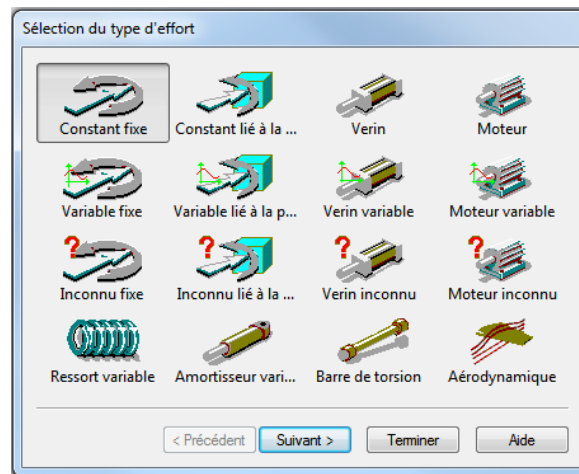 Sélection du type d'effort
Constant fixe Constant lié à la ... Verin Moteur
Variable fixe Variable lié à la p... Verin variable Moteur variable
? ? ? ?
Inconnu fixe Inconnu lié à la ... Verin inconnu Moteur inconnu
Ressort variable Amortisseur vari... Barre de torsion Aérodynamique
< Précédent Suivant > Terminer Aide